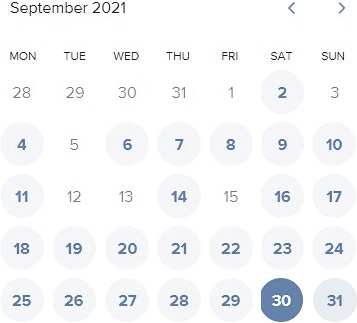 September 2021
MON TUE WED THU FRI SAT SUN
28 29 30 31 1 2 3
4 5 6 7 8 9 10
11 12 13 14 15 16 17
18 19 20 21 22 23 24
25 26 27 28 29 30 31